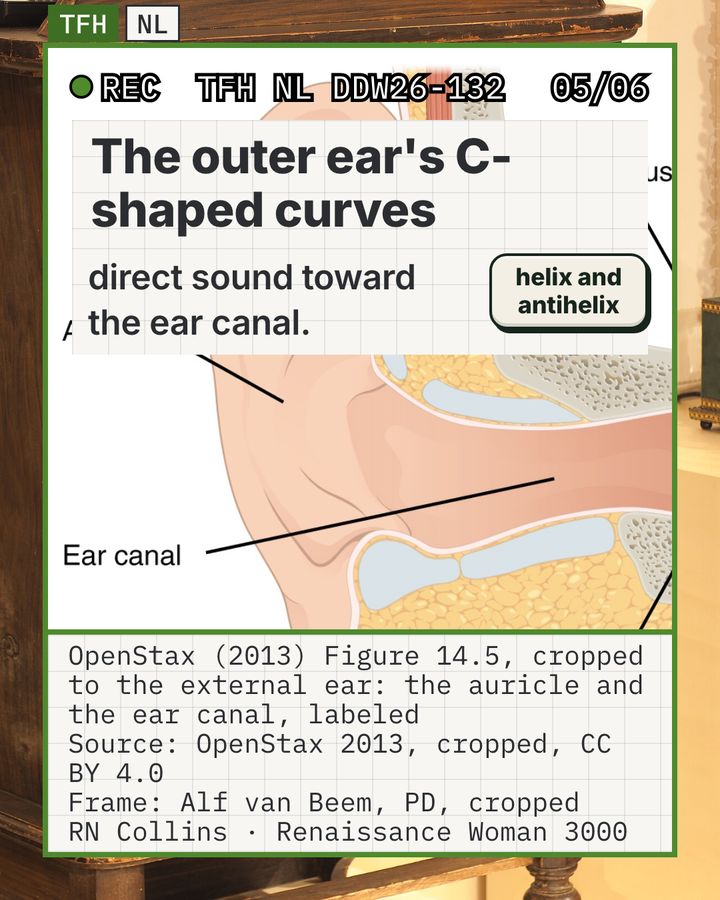 TFH NL
REC TFH NL DDW26-132 05/06
The outer ear's C-
shaped curves
direct sound toward
the ear canal.
helix and
antihelix
us
A
Ear canal
OpenStax (2013) Figure 14.5, cropped
to the external ear: the auricle and
the ear canal, labeled
Source: OpenStax 2013, cropped, CC
BY 4.0
Frame: Alf van Beem, PD, cropped
RN Collins · Renaissance Woman 3000